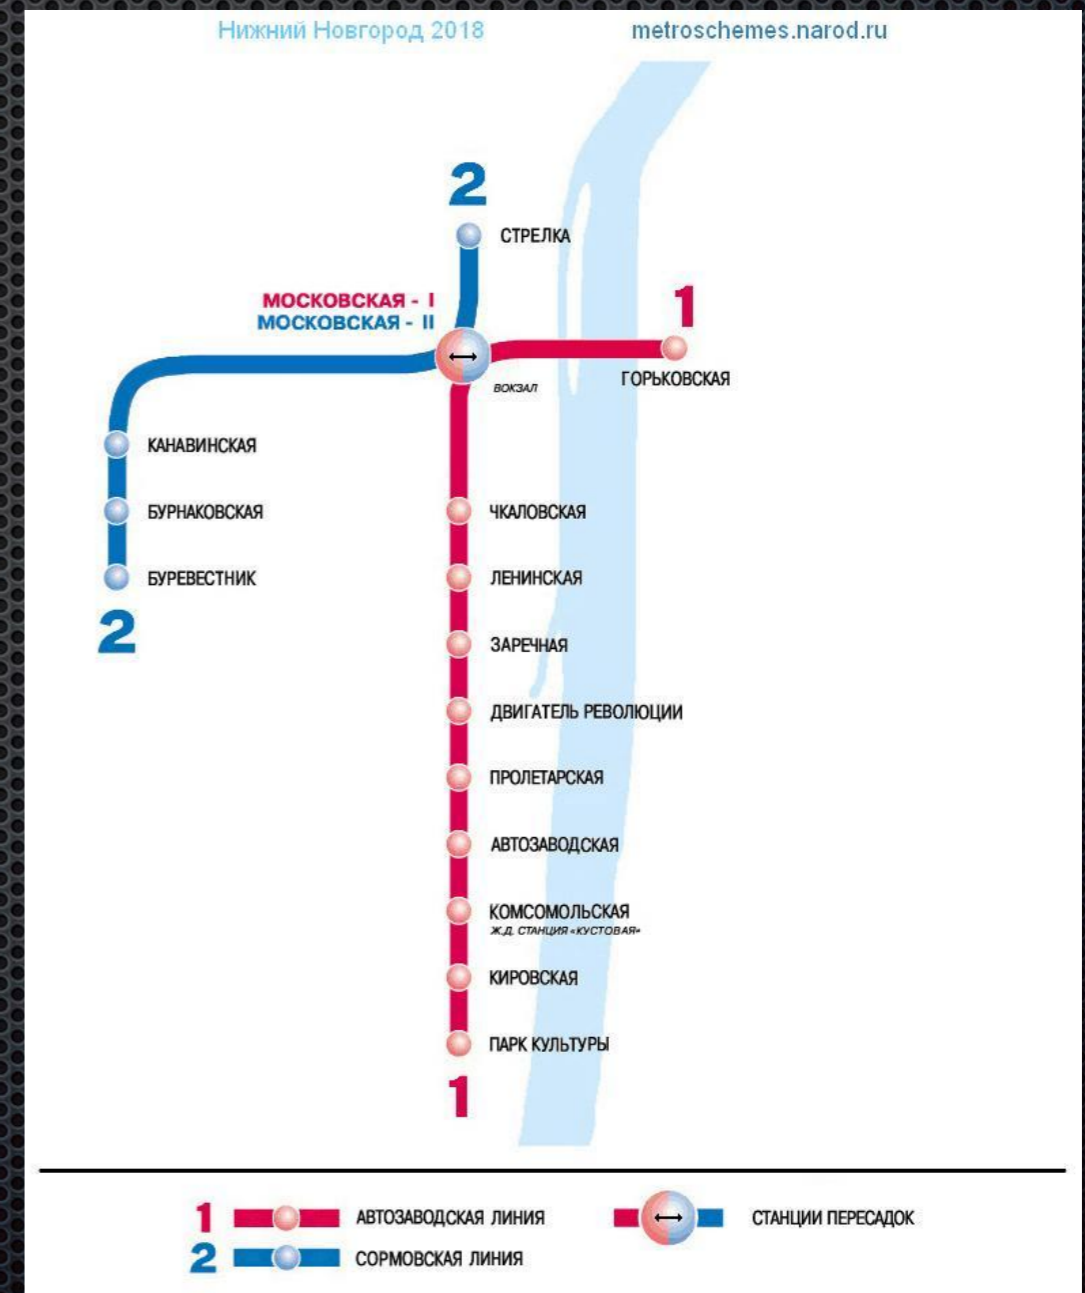 Нижний Новгород 2018 metroschemes.narod.ru
2
СТРЕЛКА
МОСКОВСКАЯ - I
МОСКОВСКАЯ - II
1
ВОКЗАЛ
ГОРЬКОВСКАЯ
КАНАВИНСКАЯ
БУРНАКОВСКАЯ
БУРЕВЕСТНИК
2
ЧКАЛОВСКАЯ
ЛЕНИНСКАЯ
ЗАРЕЧНАЯ
ДВИГАТЕЛЬ РЕВОЛЮЦИИ
ПРОЛЕТАРСКАЯ
АВТОЗАВОДСКАЯ
КОМСОМОЛЬСКАЯ
Ж.Д. СТАНЦИЯ «КУСТОВАЯ»
КИРОВСКАЯ
ПАРК КУЛЬТУРЫ
1
1 АВТОЗАВОДСКАЯ ЛИНИЯ
2 СОРМОВСКАЯ ЛИНИЯ
СТАНЦИИ ПЕРЕСАДОК